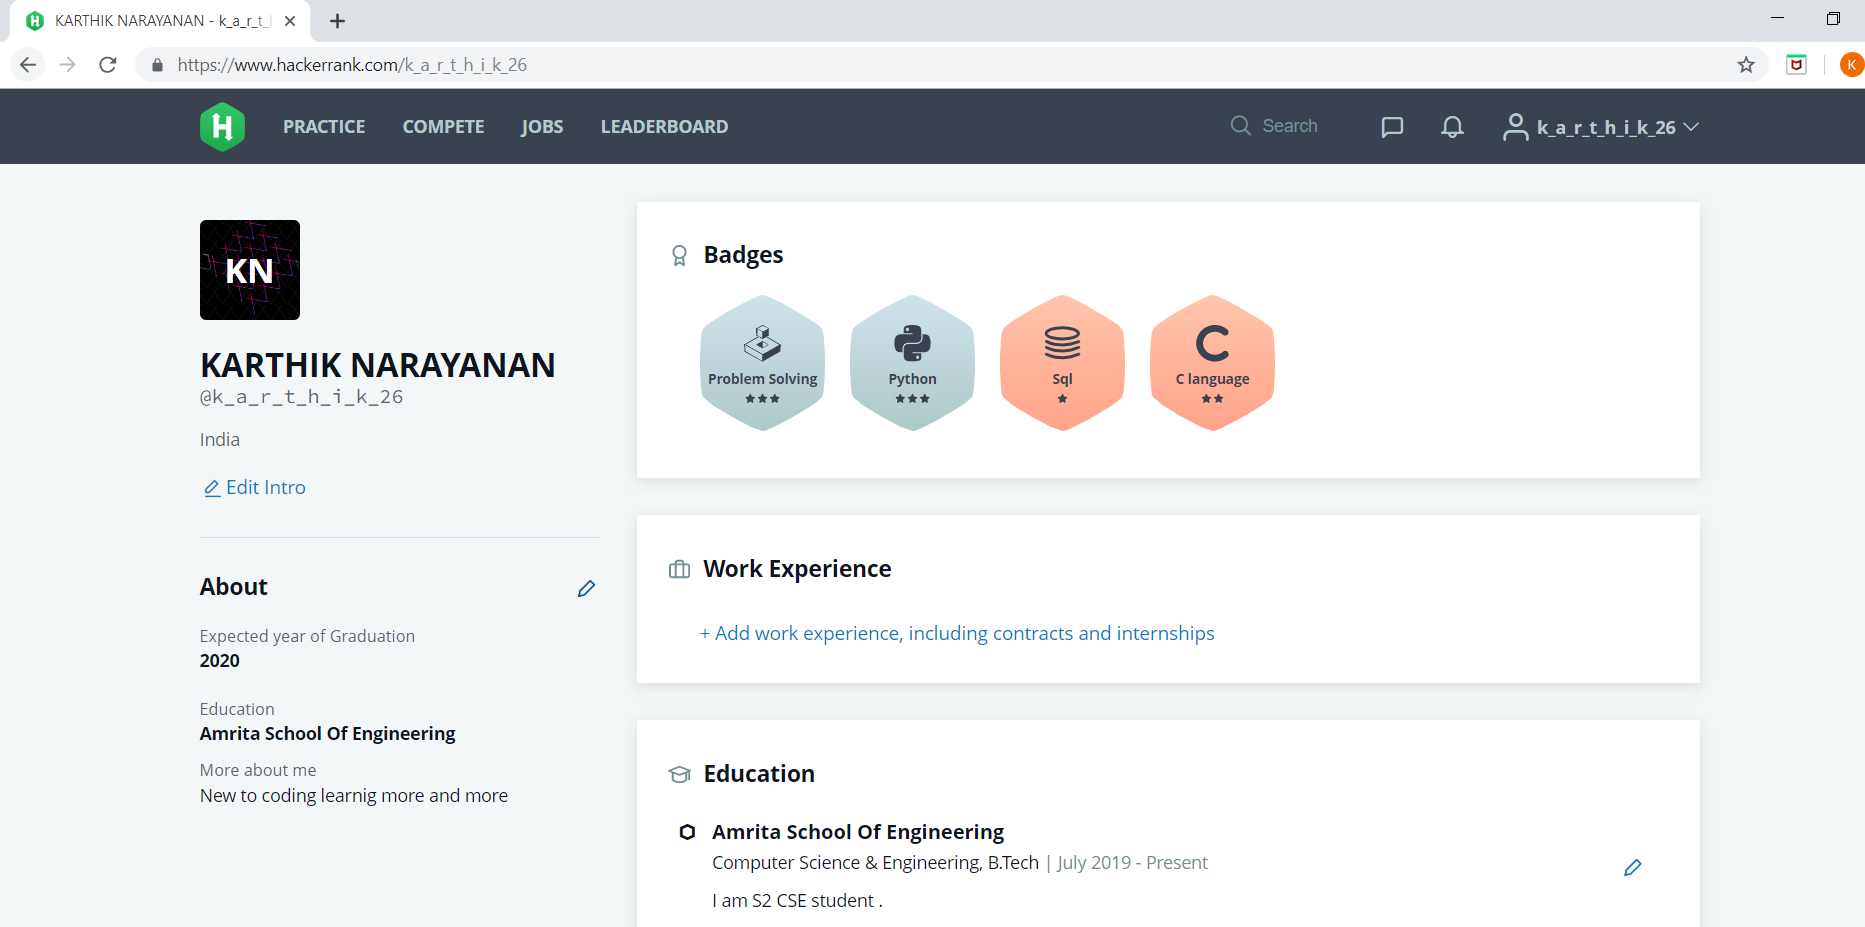 KARTHIK NARAYANAN - k_a_r_t_h
https://www.hackerrank.com/k_a_r_t_h_i_k_26
K
H
PRACTICE COMPETE JOBS LEADERBOARD Search k_a_r_t_h_i_k_26
KN
KARTHIK NARAYANAN
@k_a_r_t_h_i_k_26
India
Edit Intro
About
Expected year of Graduation
2020
Education
Amrita School Of Engineering
More about me
New to coding learnig more and more
Badges
Problem Solving
Python
Sql
C
C language
Work Experience
+ Add work experience, including contracts and internships
Education
Amrita School Of Engineering
Computer Science & Engineering, B.Tech | July 2019 - Present
I am S2 CSE student .